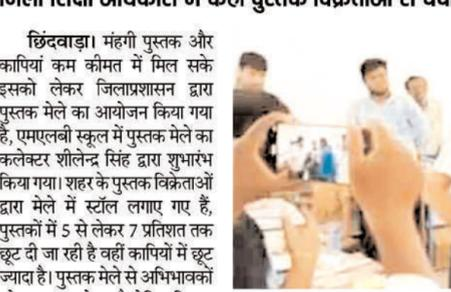 छिंदवाड़ा। मंहगी पुस्तक और
कापियां कम कीमत में मिल सके
इसको लेकर जिलाप्रशासन द्वारा
पुस्तक मेले का आयोजन किया गया
है, एमएलबी स्कूल में पुस्तक मेले का
कलेक्टर शीलेन्द्र सिंह द्वारा शुभारंभ
किया गया। शहर के पुस्तक विक्रेताओं
द्वारा मेले में स्टॉल लगाए गए हैं,
पुस्तकों में 5 से लेकर 7 प्रतिशत तक
छूट दी जा रही है वहीं कापियों में छूट
ज्यादा है। पुस्तक मेले से अभिभावकों